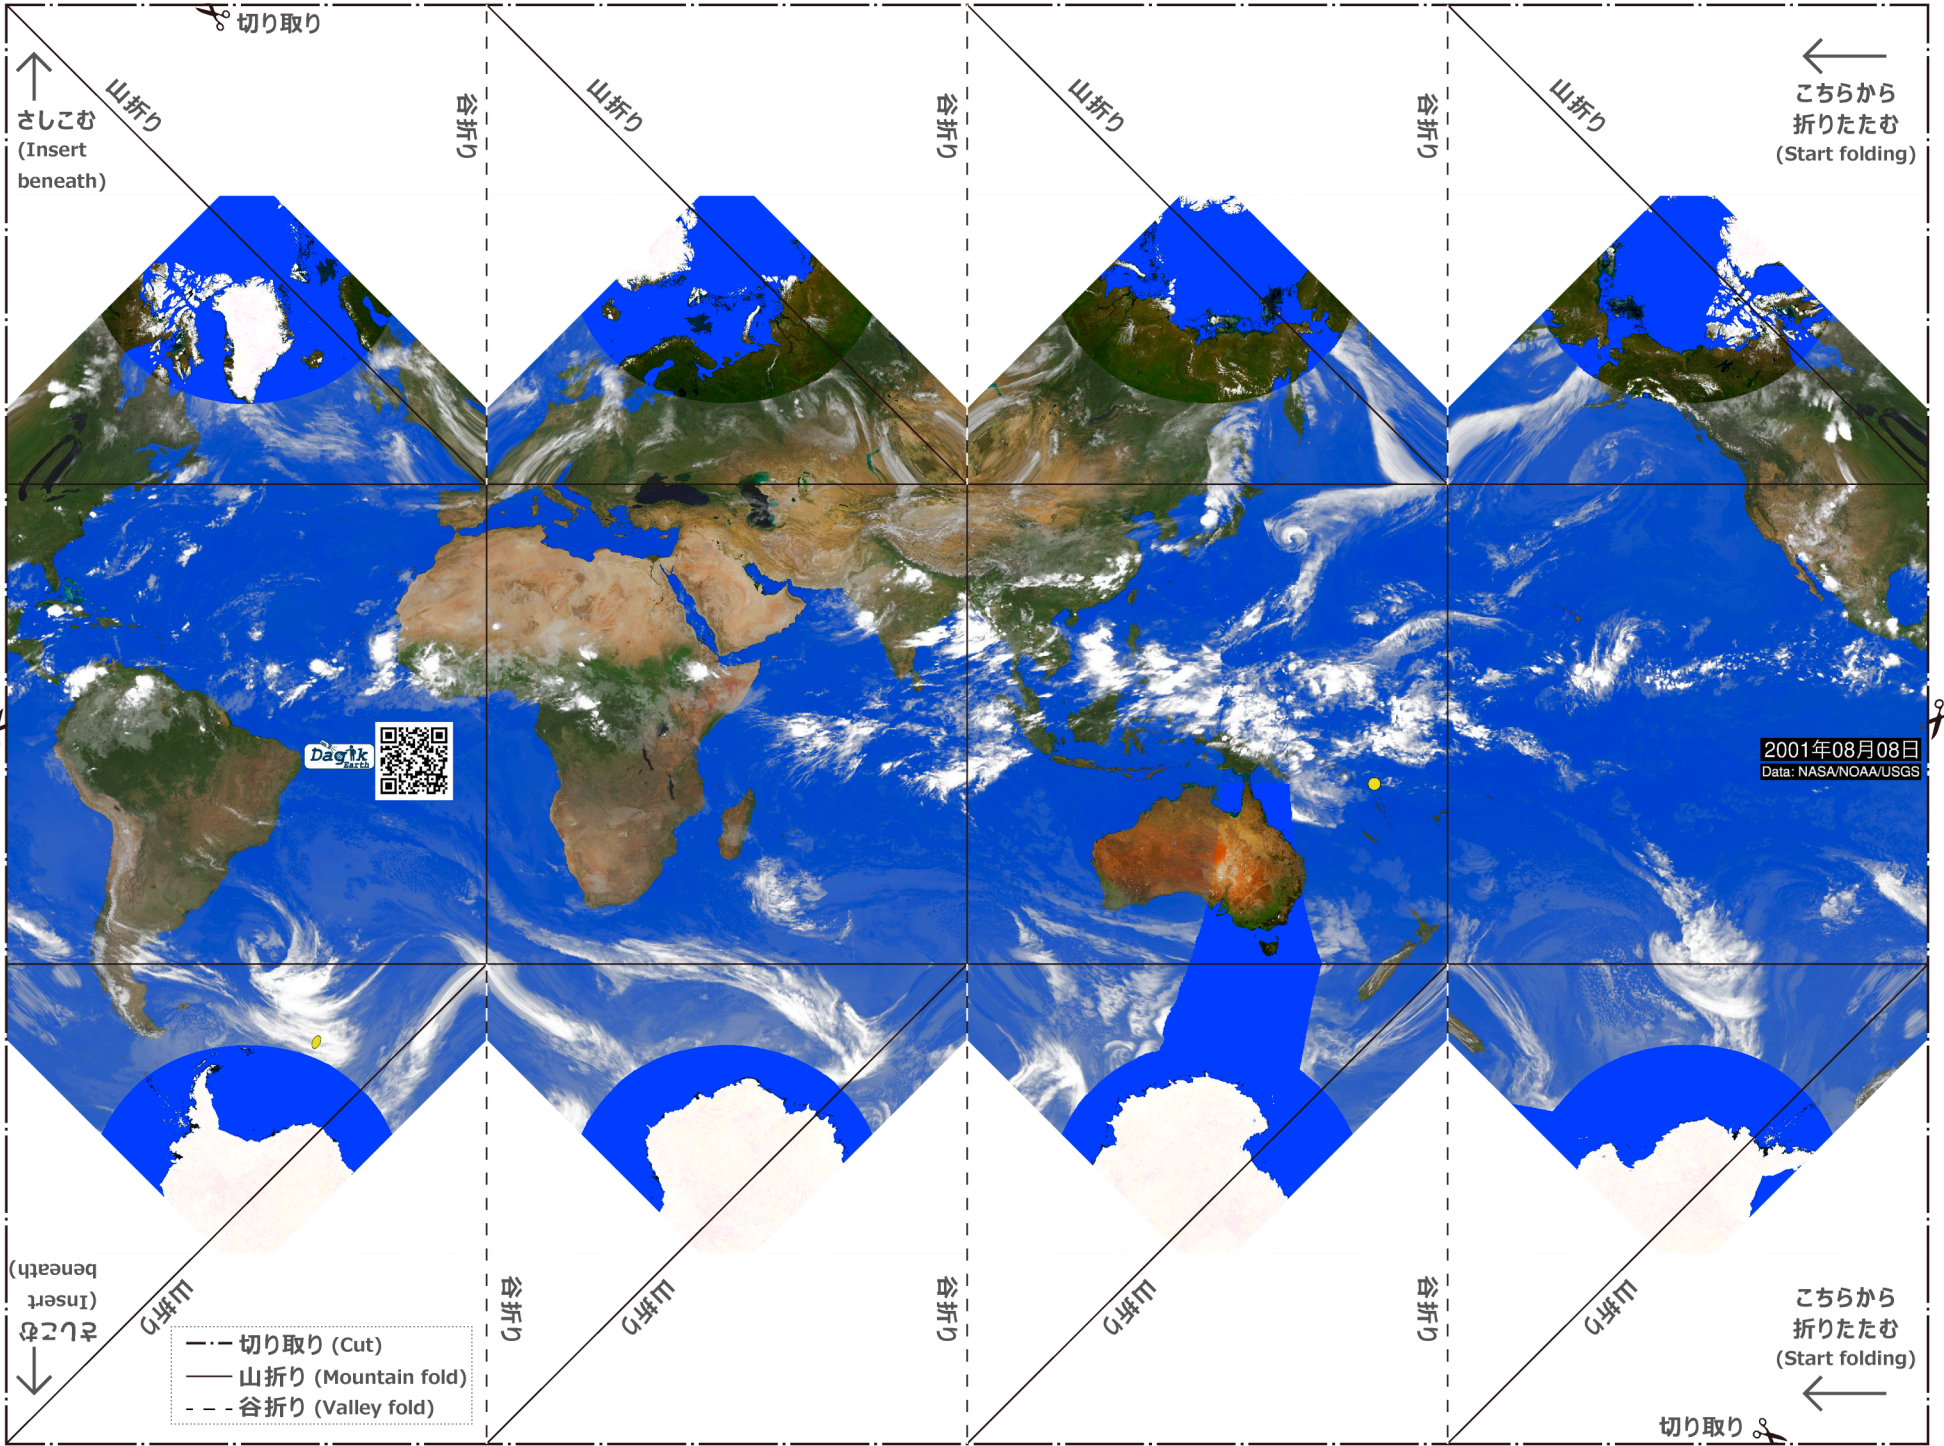 切り取り
山折り
谷折り
山折り
谷折り
山折り
谷折り
山折り
さしこむ
(Insert
beneath)
こちらから
折りたたむ
(Start folding)
Dagik
Earth
2001年08月08日
Data: NASA/NOAA/USGS
さしこむ
(Insert
beneath)
山折り
谷折り
山折り
谷折り
山折り
谷折り
山折り
こちらから
折りたたむ
(Start folding)
切り取り (Cut)
山折り (Mountain fold)
谷折り (Valley fold)
切り取り